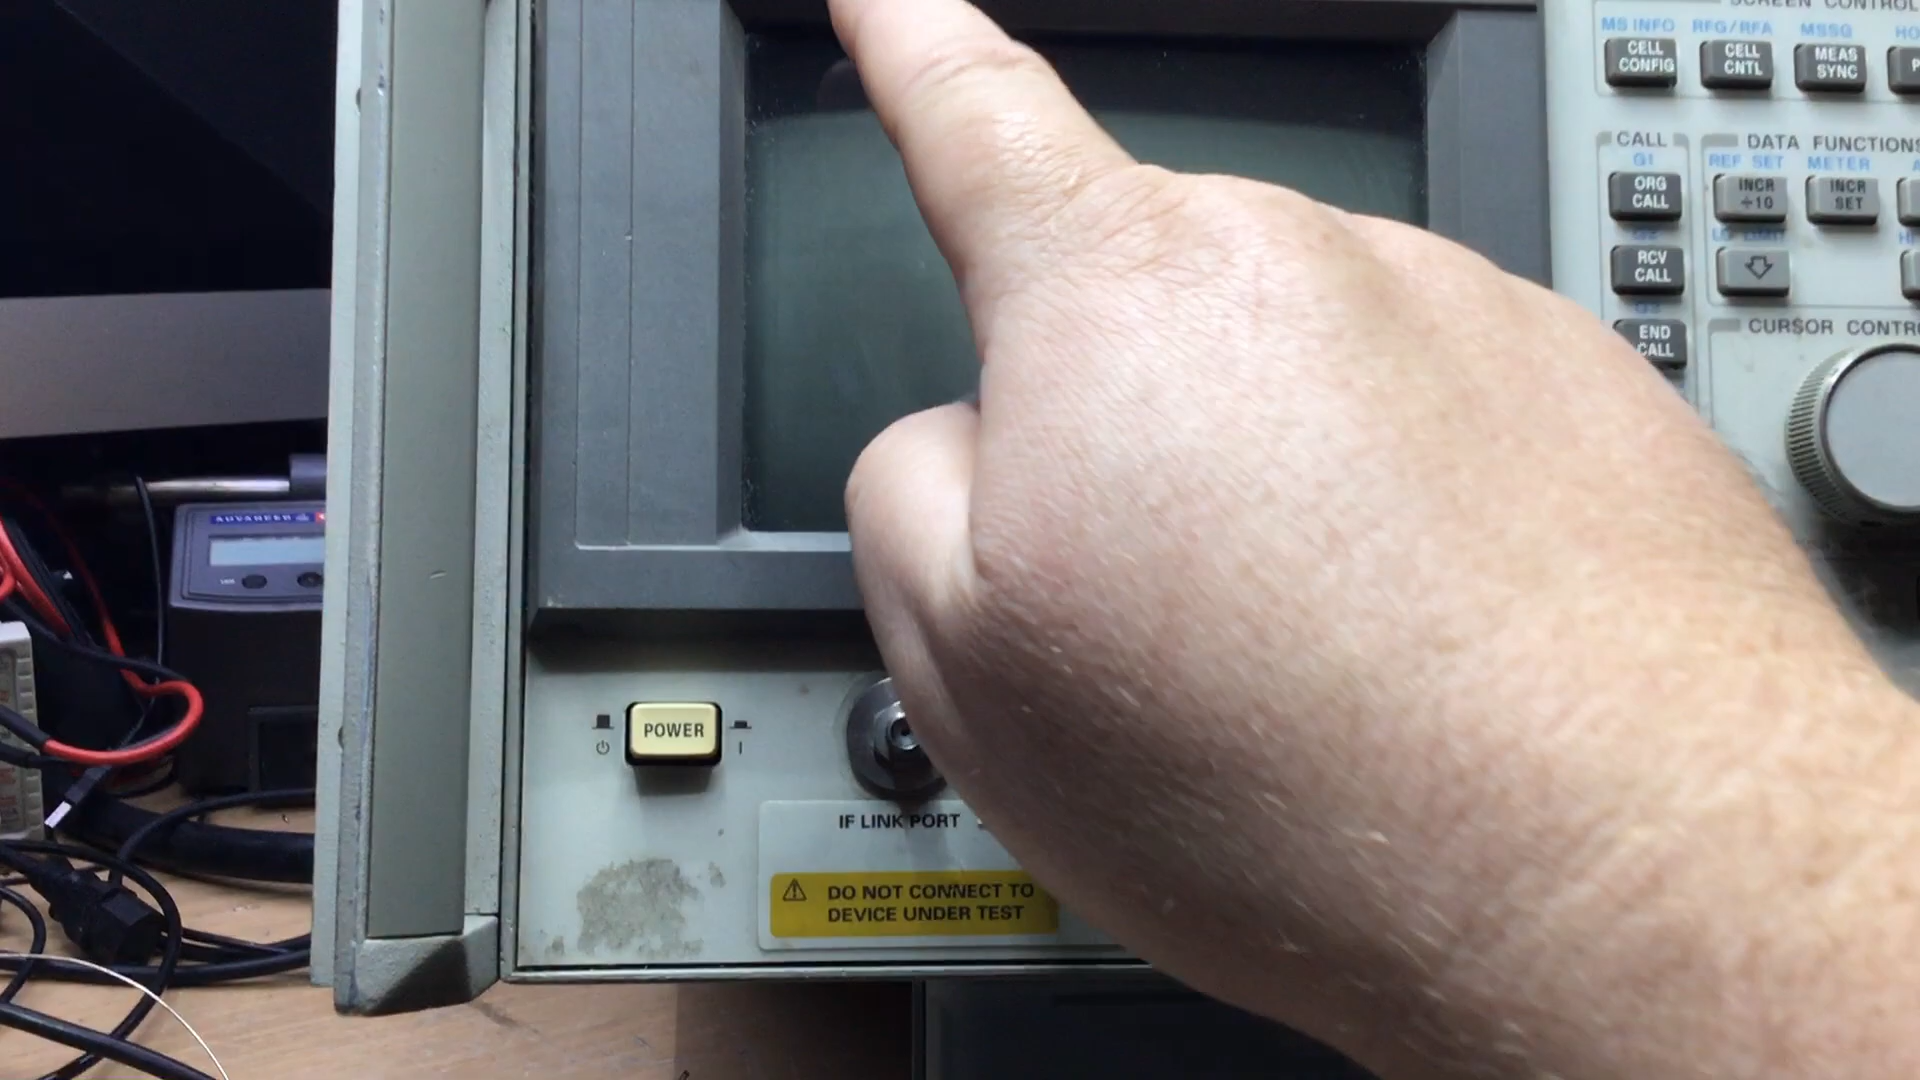 SCREEN CONTROL
MS INFO RFG/RFA MSSG
CELL CONFIG
CELL CNTL
MEAS SYNC
CALL
DATA FUNCTIONS
REF SET METER
ORG CALL
INCR ÷10
INCR SET
RCV CALL
END CALL
CURSOR CONTR
POWER
IF LINK PORT
DO NOT CONNECT TO
DEVICE UNDER TEST